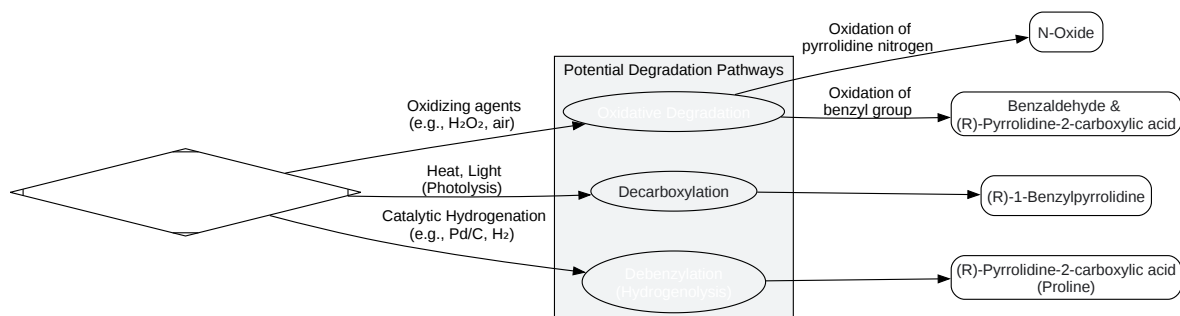 Oxidation of
pyrrolidine nitrogen
N-Oxide
Potential Degradation Pathways
Oxidizing agents
(e.g., H₂O₂, air)
Oxidative Degradation
Oxidation of
benzyl group
Benzaldehyde &
(R)-Pyrrolidine-2-carboxylic acid
Heat, Light
(Photolysis)
Decarboxylation
(R)-1-Benzylpyrrolidine
Catalytic Hydrogenation
(e.g., Pd/C, H₂)
Debenzylation
(Hydrogenolysis)
(R)-Pyrrolidine-2-carboxylic acid
(Proline)